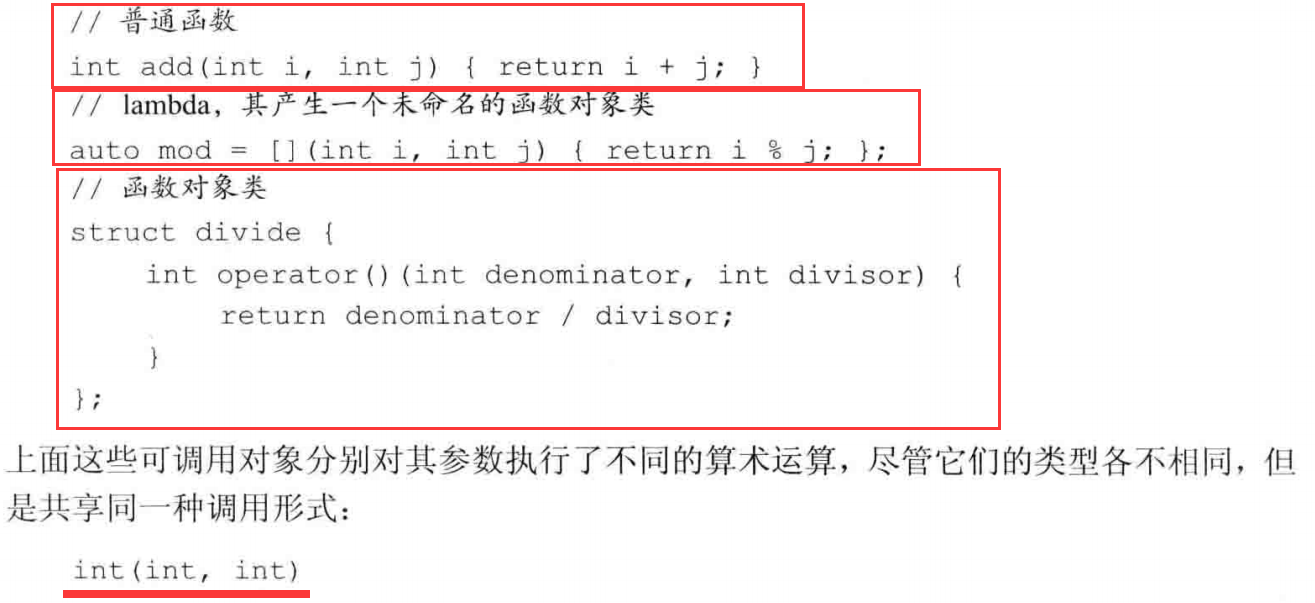 // 普通函数
int add(int i, int j) { return i + j; }
// lambda，其产生一个未命名的函数对象类
auto mod = [](int i, int j) { return i % j; };
// 函数对象类
struct divide {
int operator()(int denominator, int divisor) {
return denominator / divisor;
}
};
上面这些可调用对象分别对其参数执行了不同的算术运算，尽管它们的类型各不相同，但
是共享同一种调用形式：
int(int, int)